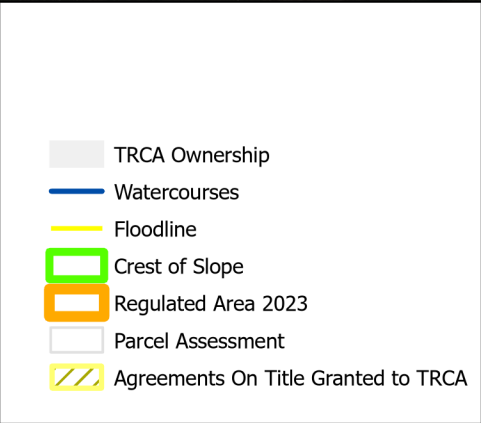 TRCA Ownership
Watercourses
Floodline
Crest of Slope
Regulated Area 2023
Parcel Assessment
Agreements On Title Granted to TRCA